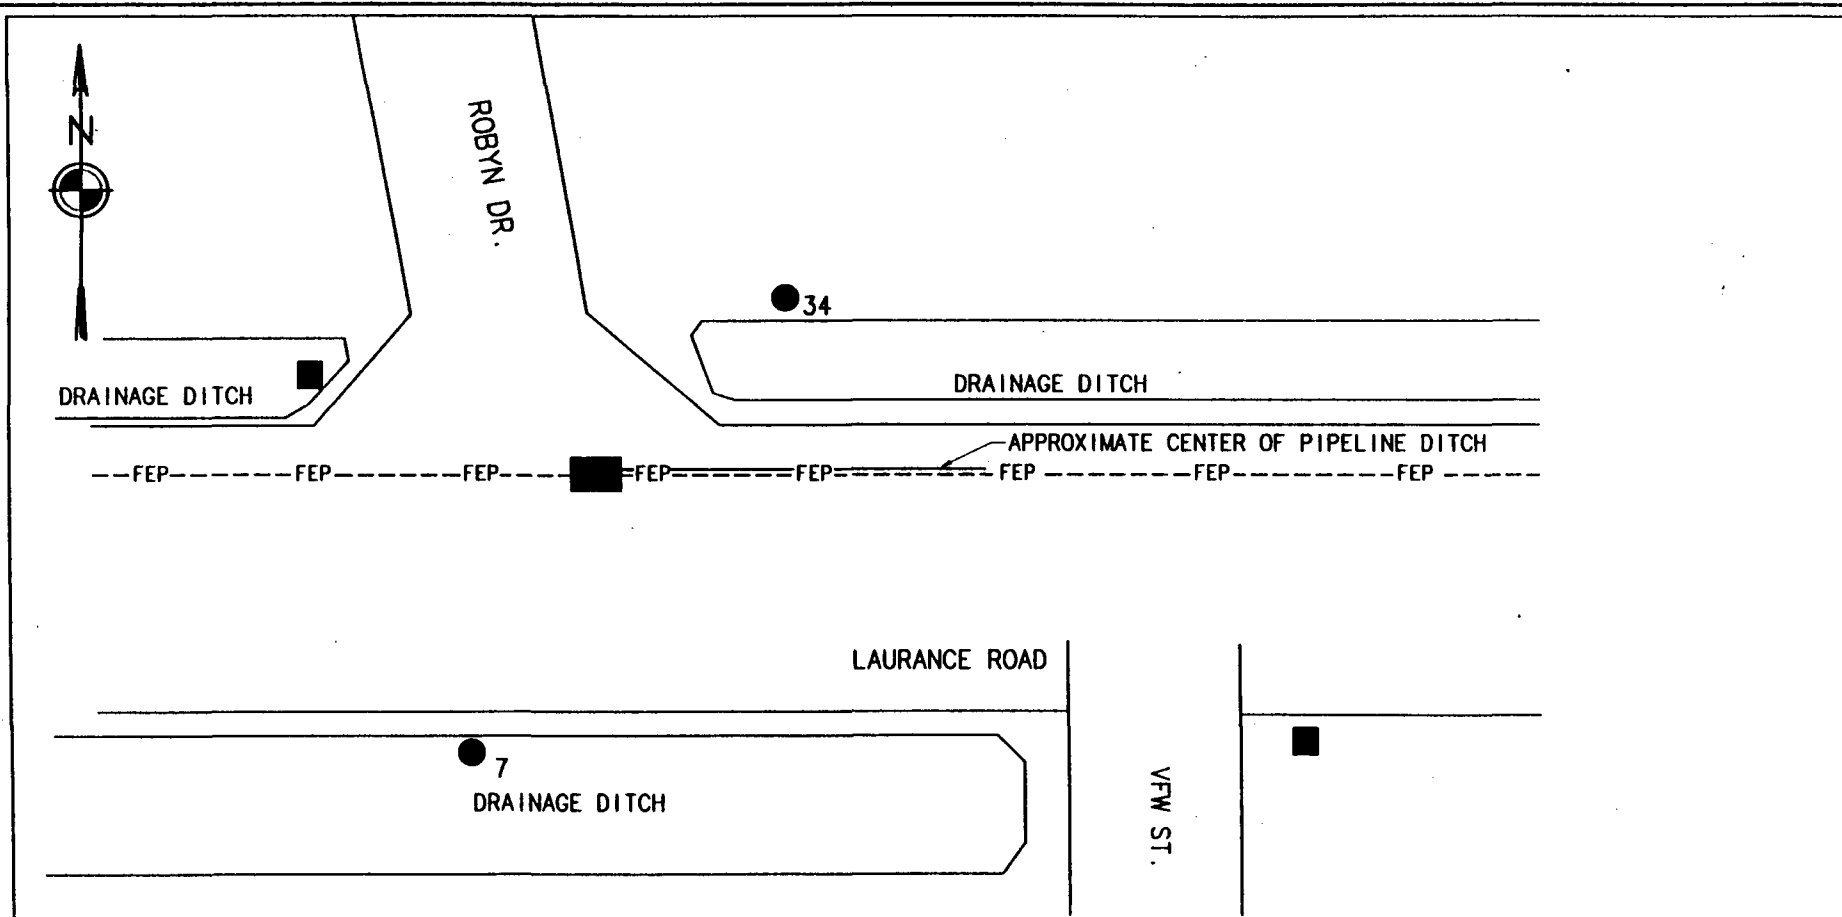 N
ROBYN DR.
34
DRAINAGE DITCH
DRAINAGE DITCH
APPROXIMATE CENTER OF PIPELINE DITCH
FEP FEP FEP FEP FEP FEP FEP FEP
LAURANCE ROAD
7
DRAINAGE DITCH
VFW ST.